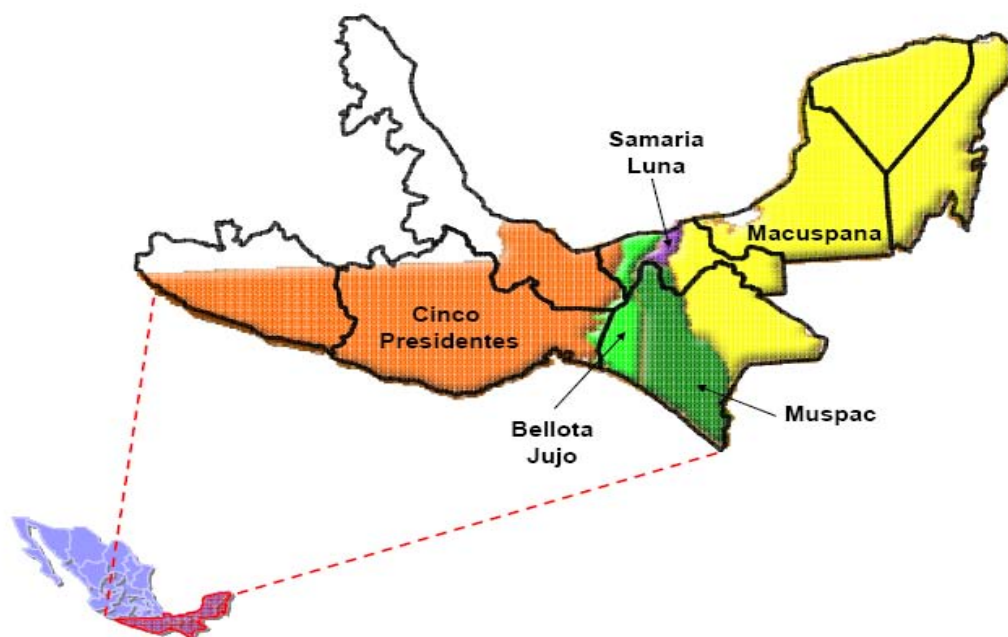 Samaria
Luna
Macuspana
Cinco
Presidentes
Bellota
Jujo
Muspac